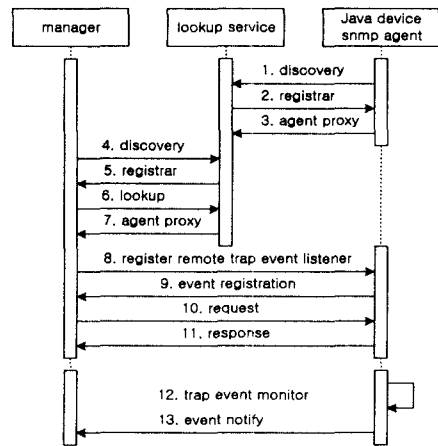 manager
lookup service
Java device
snmp agent
1. discovery
2. registrar
3. agent proxy
4. discovery
5. registrar
6. lookup
7. agent proxy
8. register remote trap event listener
9. event registration
10. request
11. response
12. trap event monitor
13. event notify